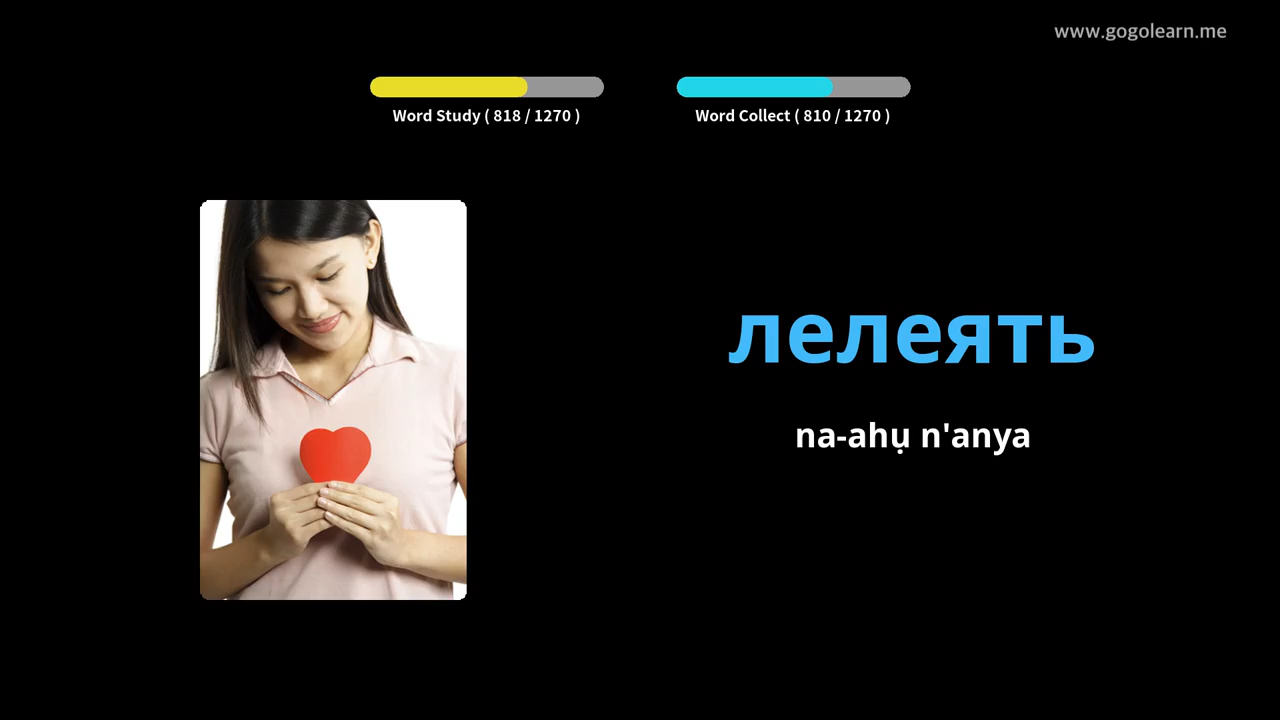 www.gogolearn.me
Word Study ( 818 / 1270 )
Word Collect ( 810 / 1270 )
лелеять
na-ahụ n'anya